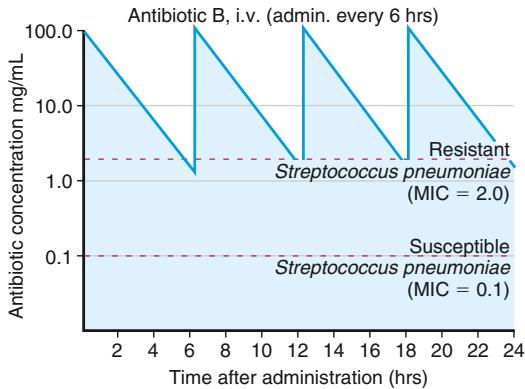 Antibiotic B, i.v. (admin. every 6 hrs)
Antibiotic concentration mg/mL
100.0
10.0
1.0
0.1
Resistant
Streptococcus pneumoniae
(MIC = 2.0)
Susceptible
Streptococcus pneumoniae
(MIC = 0.1)
2 4 6 8 10 12 14 16 18 20 22 24
Time after administration (hrs)